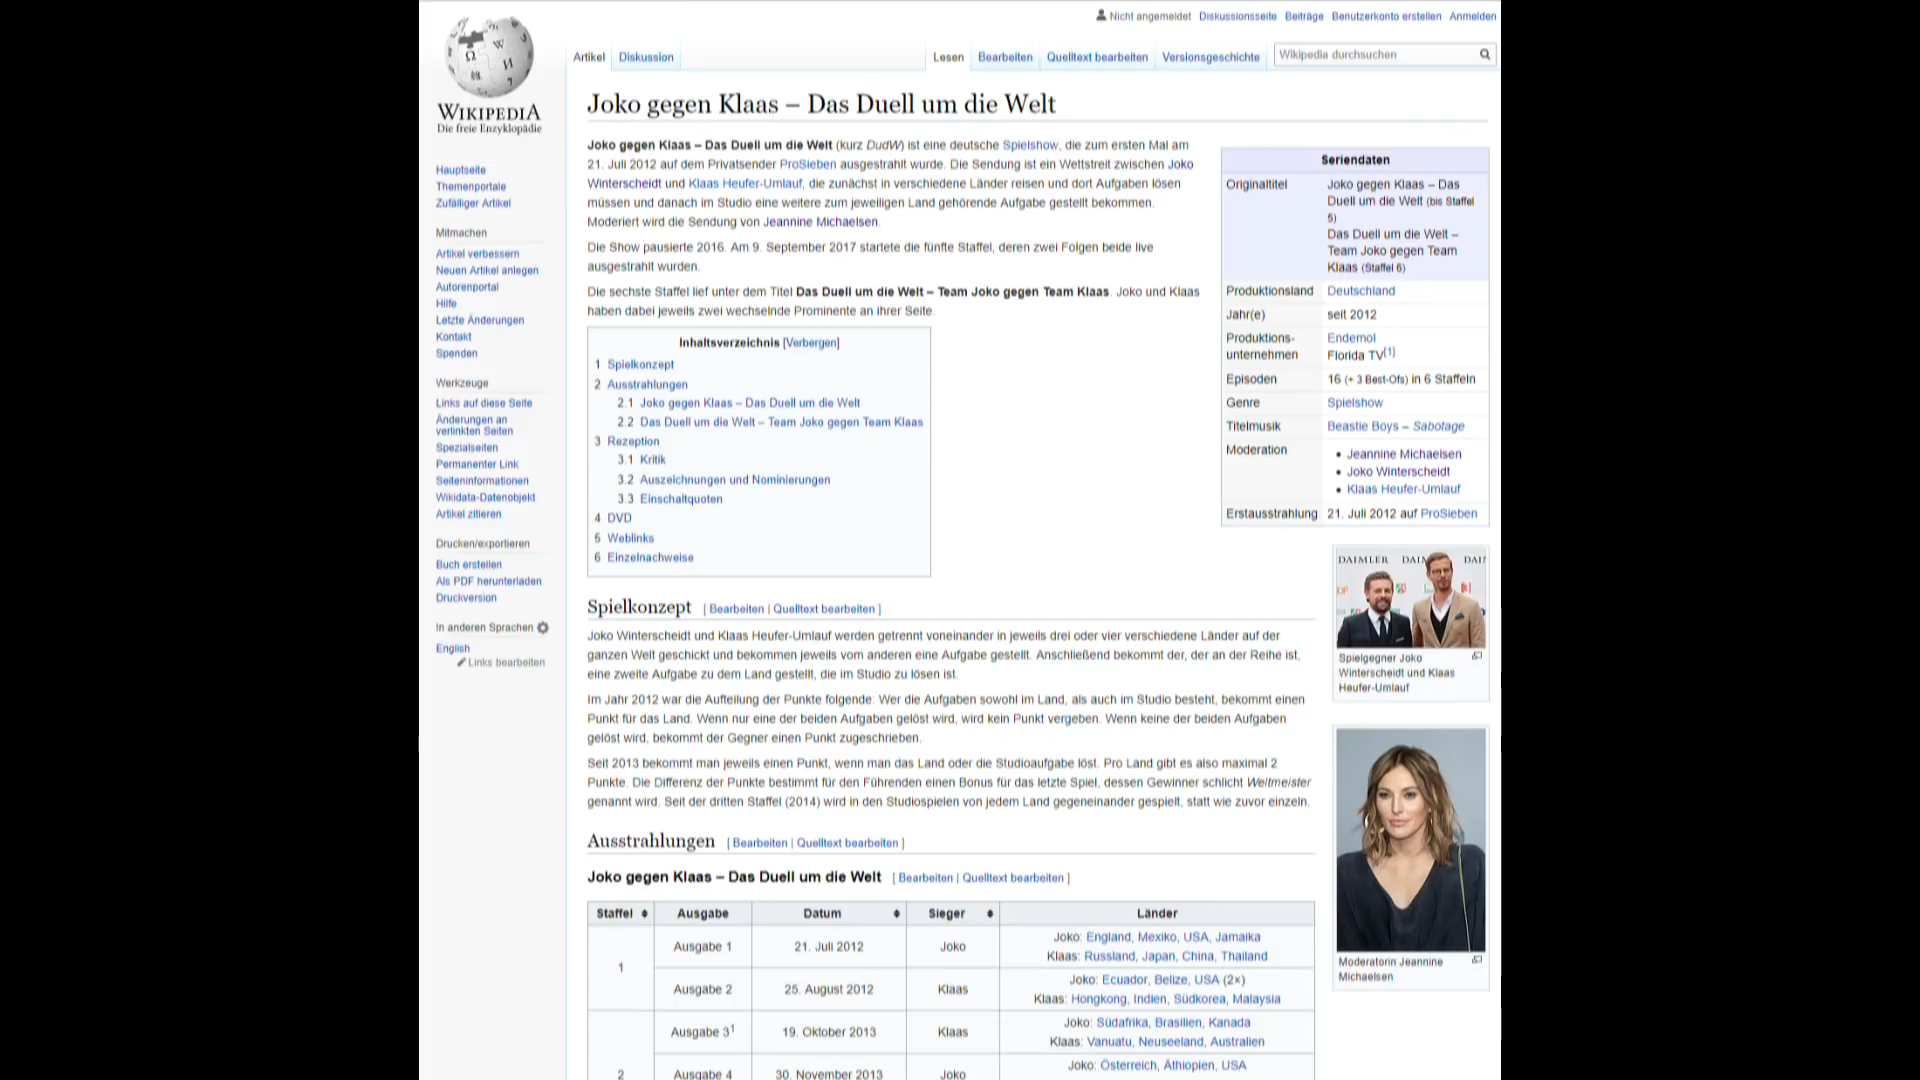 Nicht angemeldet Diskussionsseite Beiträge Benutzerkonto erstellen Anmelden
Artikel Diskussion Lesen Bearbeiten Quelltext bearbeiten Versionsgeschichte Wikipedia durchsuchen
WIKIPEDIA
Die freie Enzyklopädie
Hauptseite
Themenportale
Zufälliger Artikel
Mitmachen
Artikel verbessern
Neuen Artikel anlegen
Autorenportal
Hilfe
Letzte Änderungen
Kontakt
Spenden
Werkzeuge
Links auf diese Seite
Änderungen an
verlinkten Seiten
Spezialseiten
Permanenter Link
Seiteninformationen
Wikidata-Datenobjekt
Artikel zitieren
Drucken/exportieren
Buch erstellen
Als PDF herunterladen
Druckversion
In anderen Sprachen
English
Links bearbeiten
Joko gegen Klaas – Das Duell um die Welt
Joko gegen Klaas – Das Duell um die Welt (kurz DudW) ist eine deutsche Spielshow, die zum ersten Mal am
21. Juli 2012 auf dem Privatsender ProSieben ausgestrahlt wurde. Die Sendung ist ein Wettstreit zwischen Joko
Winterscheidt und Klaas Heufer-Umlauf, die zunächst in verschiedene Länder reisen und dort Aufgaben lösen
müssen und danach im Studio eine weitere zum jeweiligen Land gehörende Aufgabe gestellt bekommen.
Moderiert wird die Sendung von Jeannine Michaelsen.
Die Show pausierte 2016. Am 9. September 2017 startete die fünfte Staffel, deren zwei Folgen beide live
ausgestrahlt wurden.
Die sechste Staffel lief unter dem Titel Das Duell um die Welt – Team Joko gegen Team Klaas. Joko und Klaas
haben dabei jeweils zwei wechselnde Prominente an ihrer Seite.
Inhaltsverzeichnis [Verbergen]
1 Spielkonzept
2 Ausstrahlungen
2.1 Joko gegen Klaas – Das Duell um die Welt
2.2 Das Duell um die Welt – Team Joko gegen Team Klaas
3 Rezeption
3.1 Kritik
3.2 Auszeichnungen und Nominierungen
3.3 Einschaltquoten
4 DVD
5 Weblinks
6 Einzelnachweise
Seriendaten
Originaltitel Joko gegen Klaas – Das
Duell um die Welt (bis Staffel
5)
Das Duell um die Welt –
Team Joko gegen Team
Klaas (Staffel 6)
Produktionsland Deutschland
Jahr(e) seit 2012
Produktions- Endemol
unternehmen Florida TV[1]
Episoden 16 (+ 3 Best-Ofs) in 6 Staffeln
Genre Spielshow
Titelmusik Beastie Boys – Sabotage
Moderation
• Jeannine Michaelsen
• Joko Winterscheidt
• Klaas Heufer-Umlauf
Erstausstrahlung 21. Juli 2012 auf ProSieben
DAIMLER
Spielgegner Joko
Winterscheidt und Klaas
Heufer-Umlauf
Moderatorin Jeannine
Michaelsen
Spielkonzept [ Bearbeiten | Quelltext bearbeiten ]
Joko Winterscheidt und Klaas Heufer-Umlauf werden getrennt voneinander in jeweils drei oder vier verschiedene Länder auf der
ganzen Welt geschickt und bekommen jeweils vom anderen eine Aufgabe gestellt. Anschließend bekommt der, der an der Reihe ist,
eine zweite Aufgabe zu dem Land gestellt, die im Studio zu lösen ist.
Im Jahr 2012 war die Aufteilung der Punkte folgende: Wer die Aufgaben sowohl im Land, als auch im Studio besteht, bekommt einen
Punkt für das Land. Wenn nur eine der beiden Aufgaben gelöst wird, wird kein Punkt vergeben. Wenn keine der beiden Aufgaben
gelöst wird, bekommt der Gegner einen Punkt zugeschrieben.
Seit 2013 bekommt man jeweils einen Punkt, wenn man das Land oder die Studioaufgabe löst. Pro Land gibt es also maximal 2
Punkte. Die Differenz der Punkte bestimmt für den Führenden einen Bonus für das letzte Spiel, dessen Gewinner schlicht Weltmeister
genannt wird. Seit der dritten Staffel (2014) wird in den Studiospielen von jedem Land gegeneinander gespielt, statt wie zuvor einzeln.
Ausstrahlungen [ Bearbeiten | Quelltext bearbeiten ]
Joko gegen Klaas – Das Duell um die Welt [ Bearbeiten | Quelltext bearbeiten ]
Staffel Ausgabe Datum Sieger Länder
1 Ausgabe 1 21. Juli 2012 Joko Joko: England, Mexiko, USA, Jamaika
Klaas: Russland, Japan, China, Thailand
Ausgabe 2 25. August 2012 Klaas Joko: Ecuador, Belize, USA (2×)
Klaas: Hongkong, Indien, Südkorea, Malaysia
Ausgabe 3¹ 19. Oktober 2013 Klaas Joko: Südafrika, Brasilien, Kanada
Klaas: Vanuatu, Neuseeland, Australien
2 Ausgabe 4 30. November 2013 Joko Joko: Österreich, Äthiopien, USA